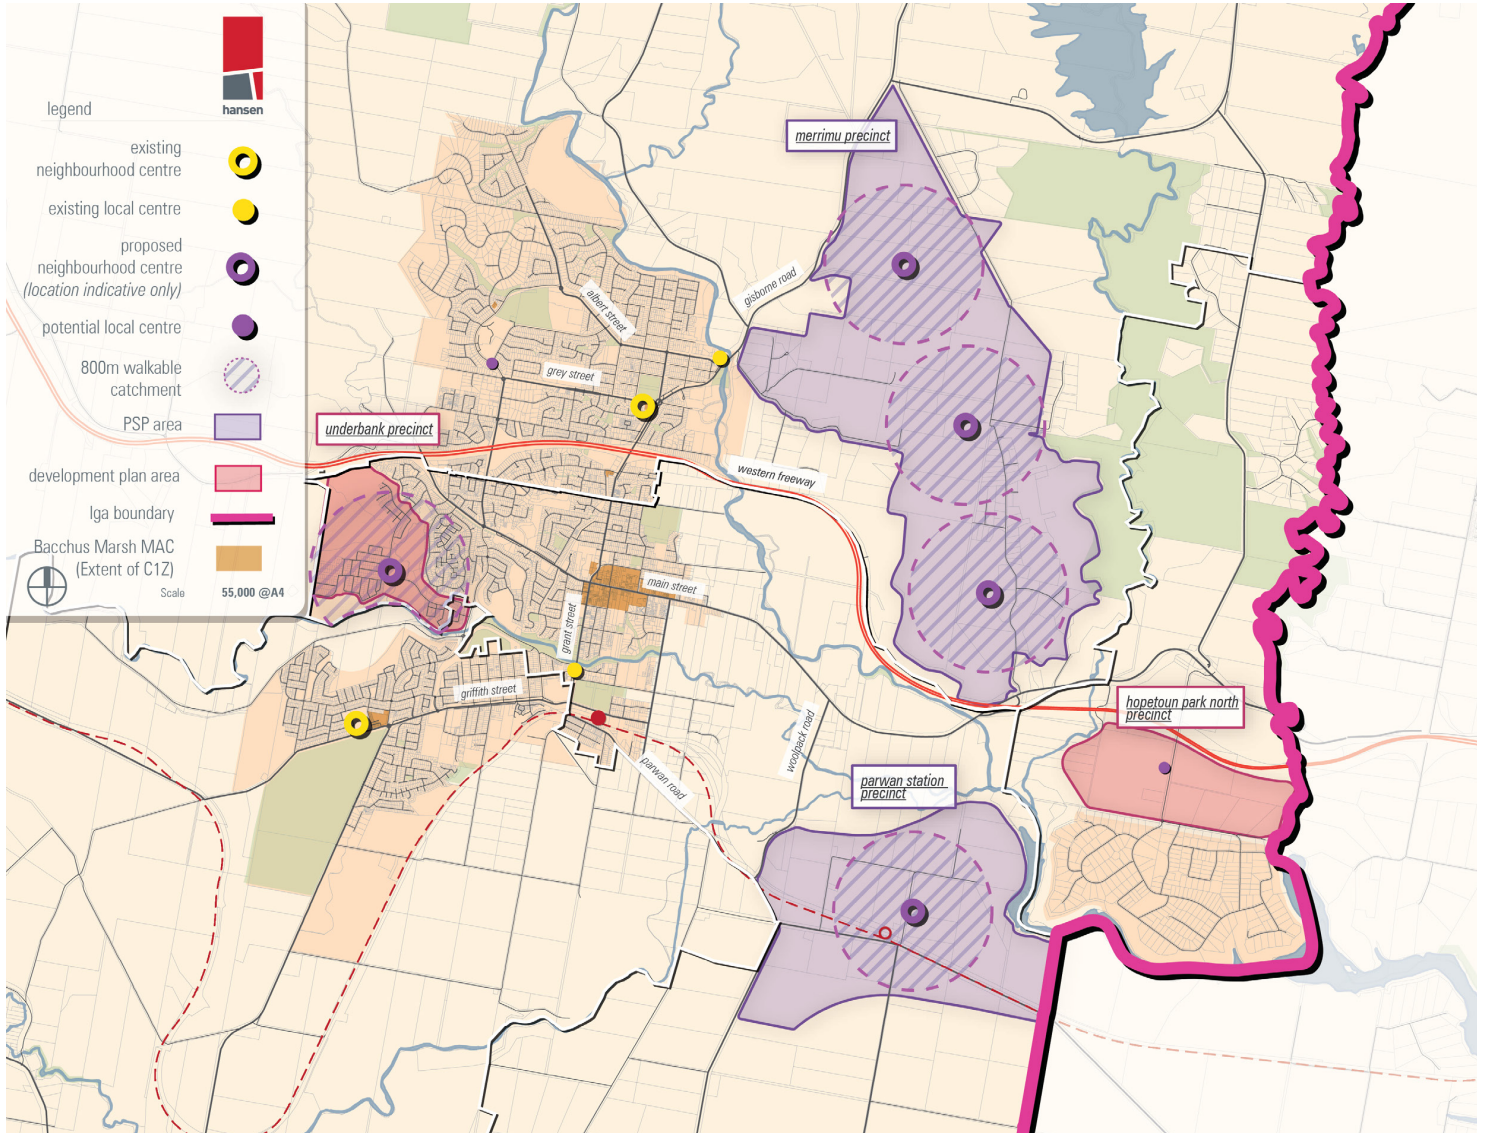 hansen
legend
existing
neighbourhood centre
existing local centre
proposed
neighbourhood centre
(location indicative only)
potential local centre
800m walkable
catchment
PSP area
development plan area
lga boundary
Bacchus Marsh MAC
(Extent of C1Z)
Scale 55,000 @A4
merrimu precinct
gisborne road
albert street
grey street
underbank precinct
western freeway
main street
grant street
griffith street
hopetoun park north
precinct
woolpack road
parwan road
parwan station
precinct